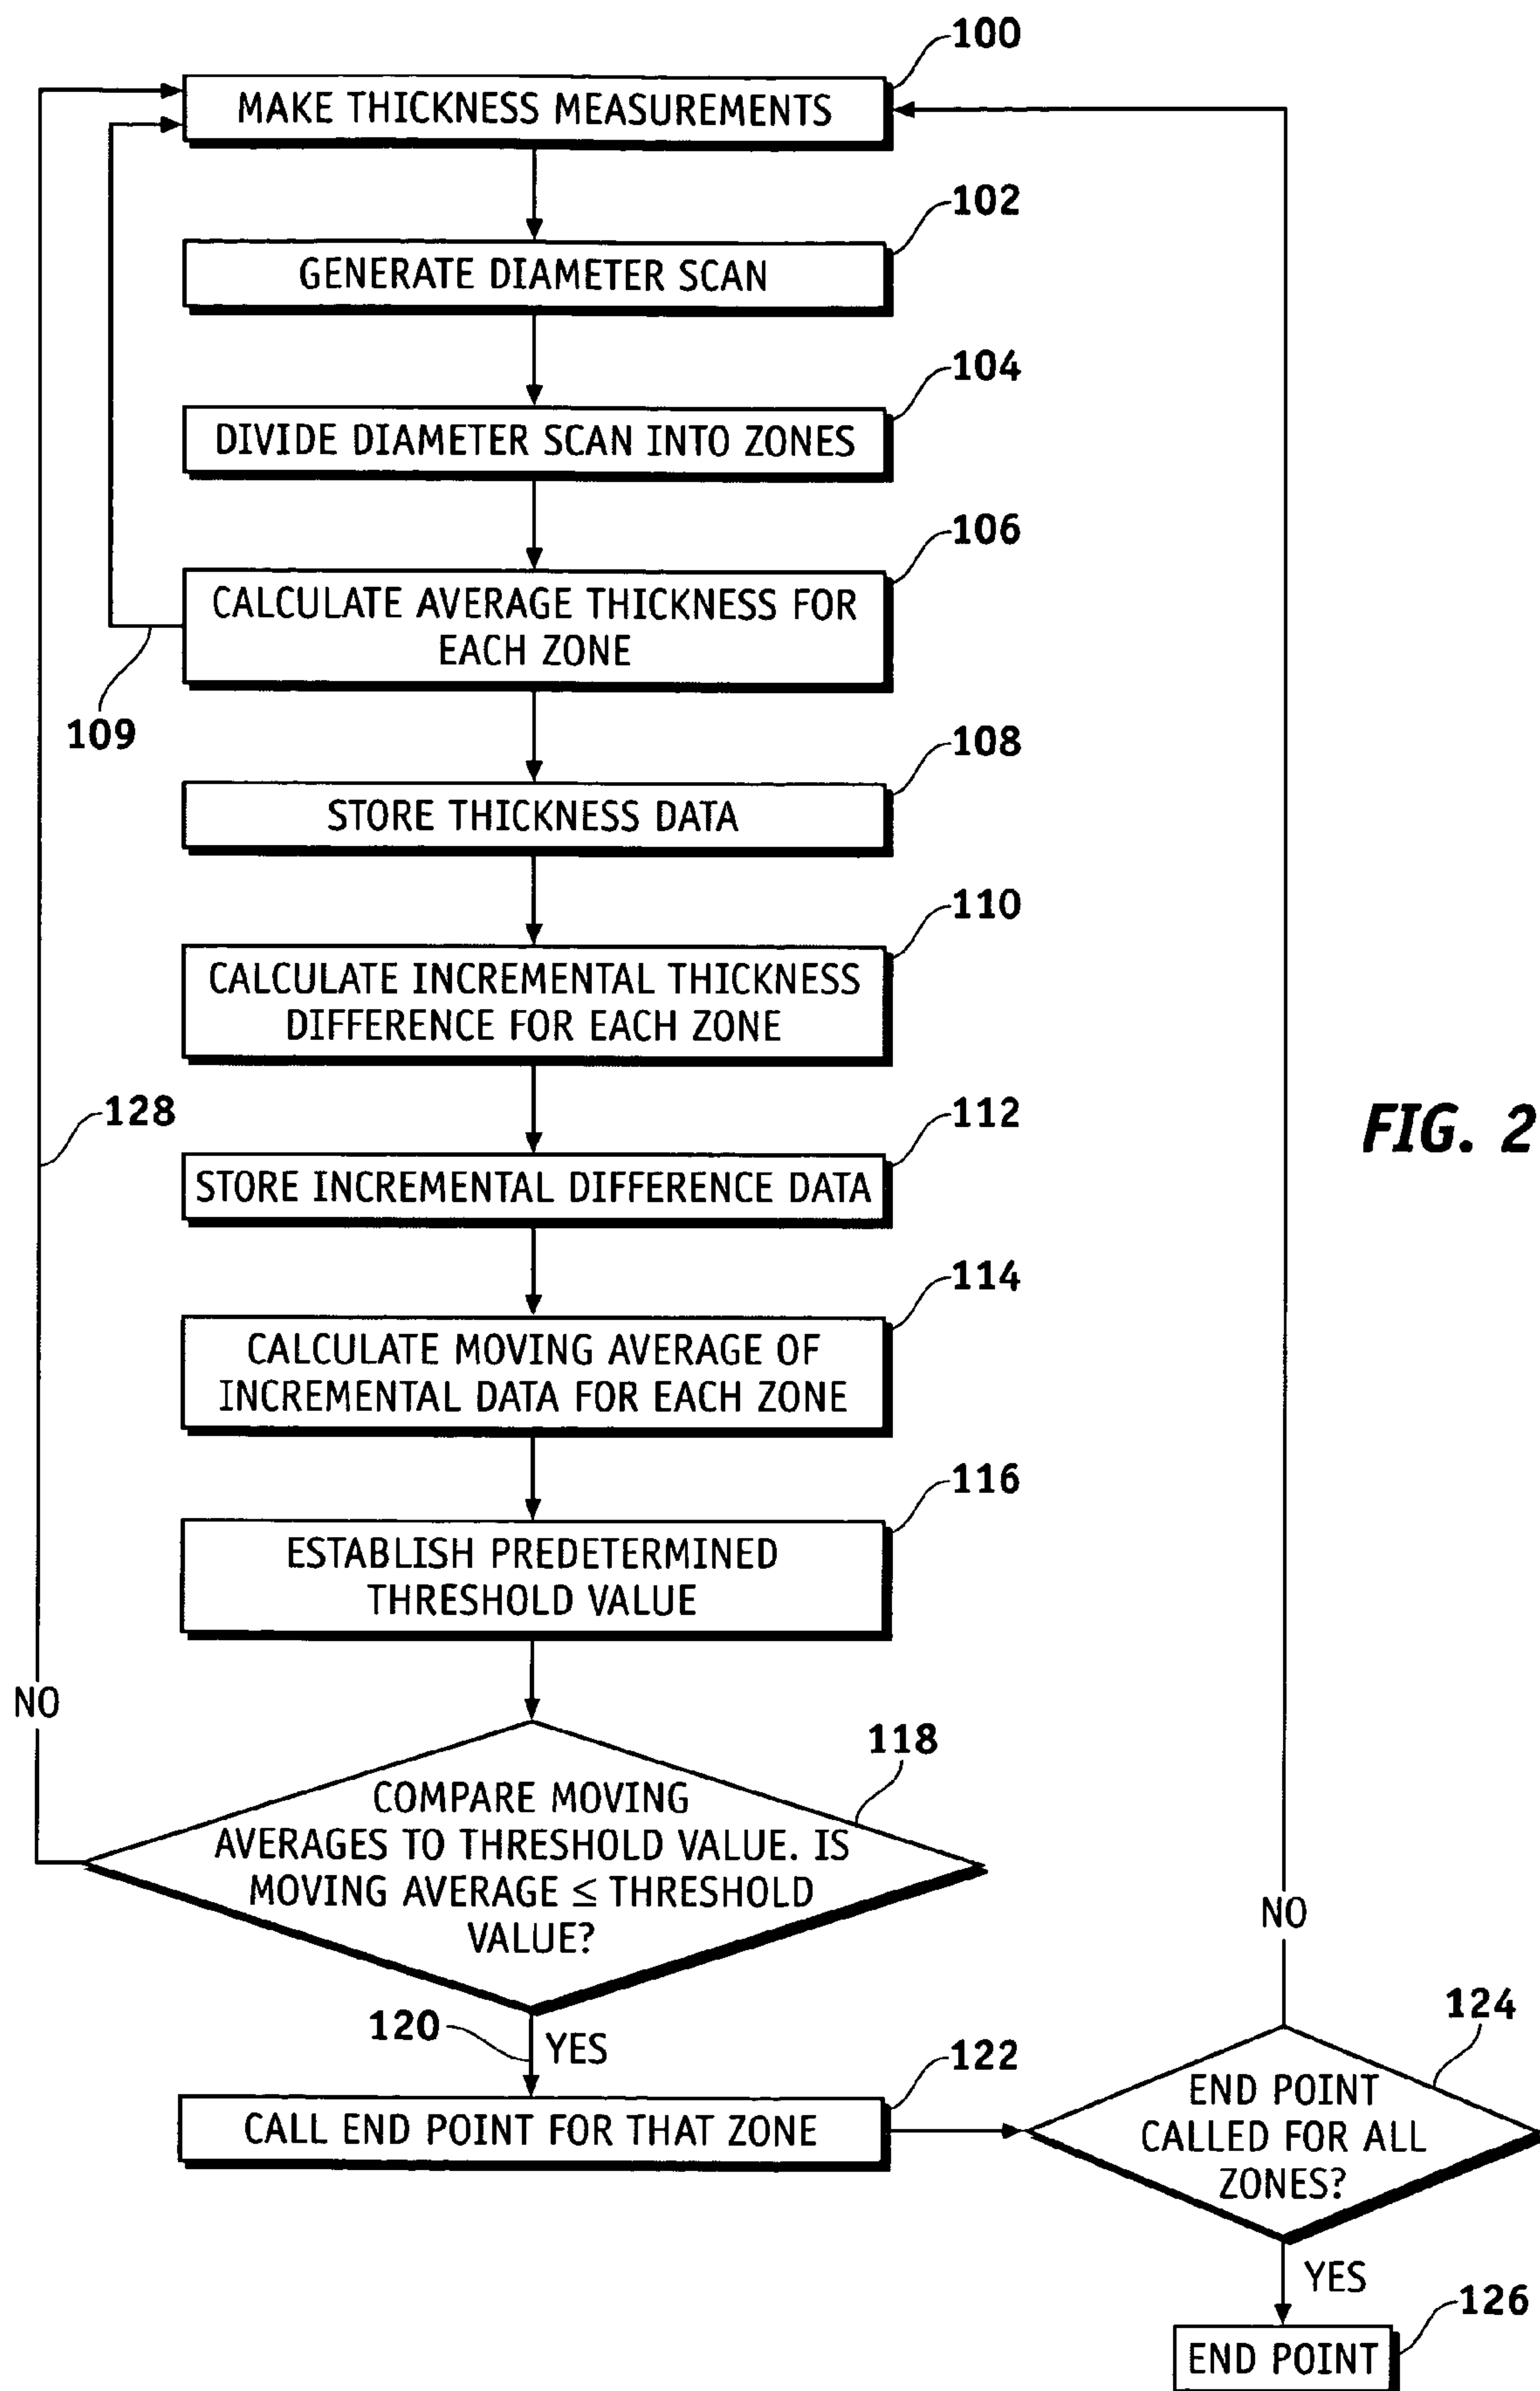 100
MAKE THICKNESS MEASUREMENTS
102
GENERATE DIAMETER SCAN
104
DIVIDE DIAMETER SCAN INTO ZONES
106
CALCULATE AVERAGE THICKNESS FOR
EACH ZONE
109
108
STORE THICKNESS DATA
110
CALCULATE INCREMENTAL THICKNESS
DIFFERENCE FOR EACH ZONE
128
112
FIG. 2
STORE INCREMENTAL DIFFERENCE DATA
114
CALCULATE MOVING AVERAGE OF
INCREMENTAL DATA FOR EACH ZONE
116
ESTABLISH PREDETERMINED
THRESHOLD VALUE
NO
118
COMPARE MOVING
AVERAGES TO THRESHOLD VALUE. IS
MOVING AVERAGE ≤ THRESHOLD
VALUE?
NO
120
YES
122
CALL END POINT FOR THAT ZONE
124
END POINT
CALLED FOR ALL
ZONES?
YES
126
END POINT